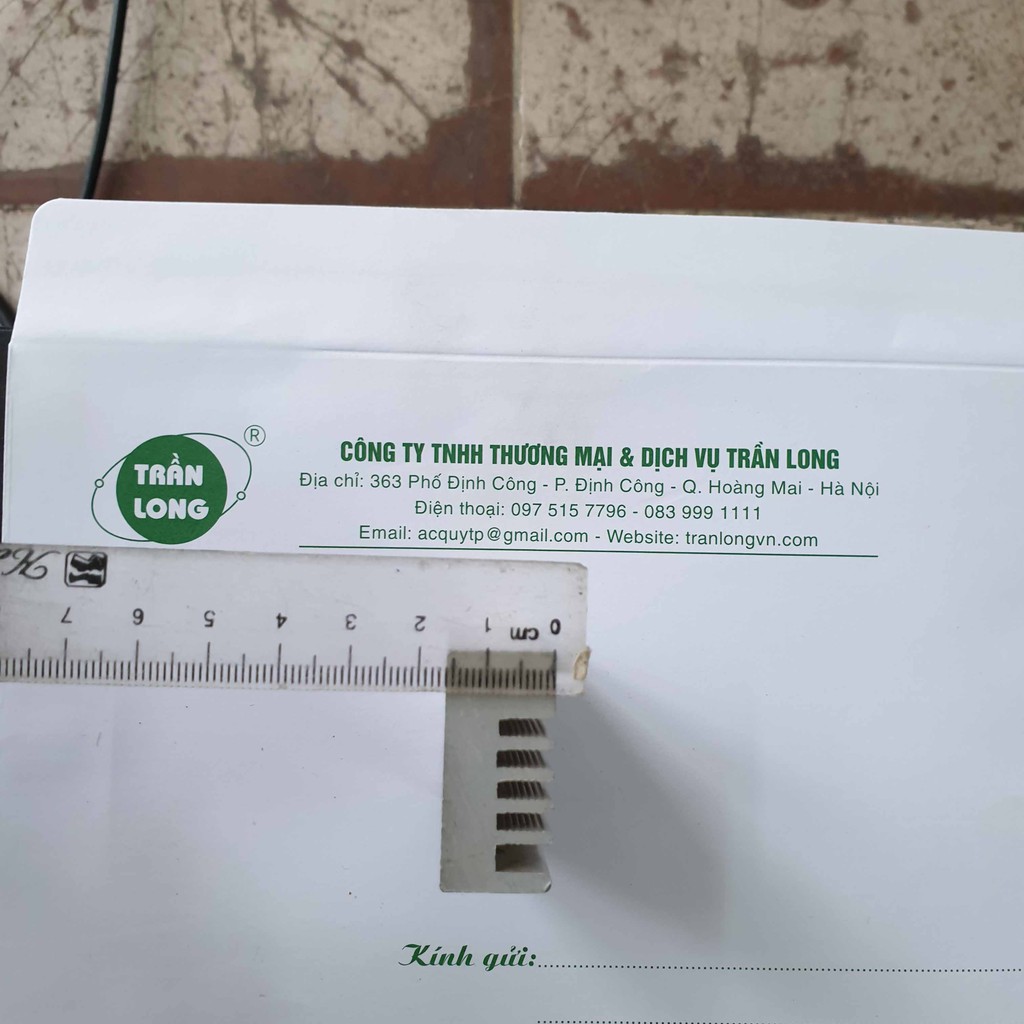 TRẦN
LONG
®
CÔNG TY TNHH THƯƠNG MẠI & DỊCH VỤ TRẦN LONG
Địa chỉ: 363 Phố Định Công - P. Định Công - Q. Hoàng Mai - Hà Nội
Điện thoại: 097 515 7796 - 083 999 1111
Email: acquytp@gmail.com - Website: tranlongvn.com
7 6 5 4 3 2 1 cm 0
Kính gửi: